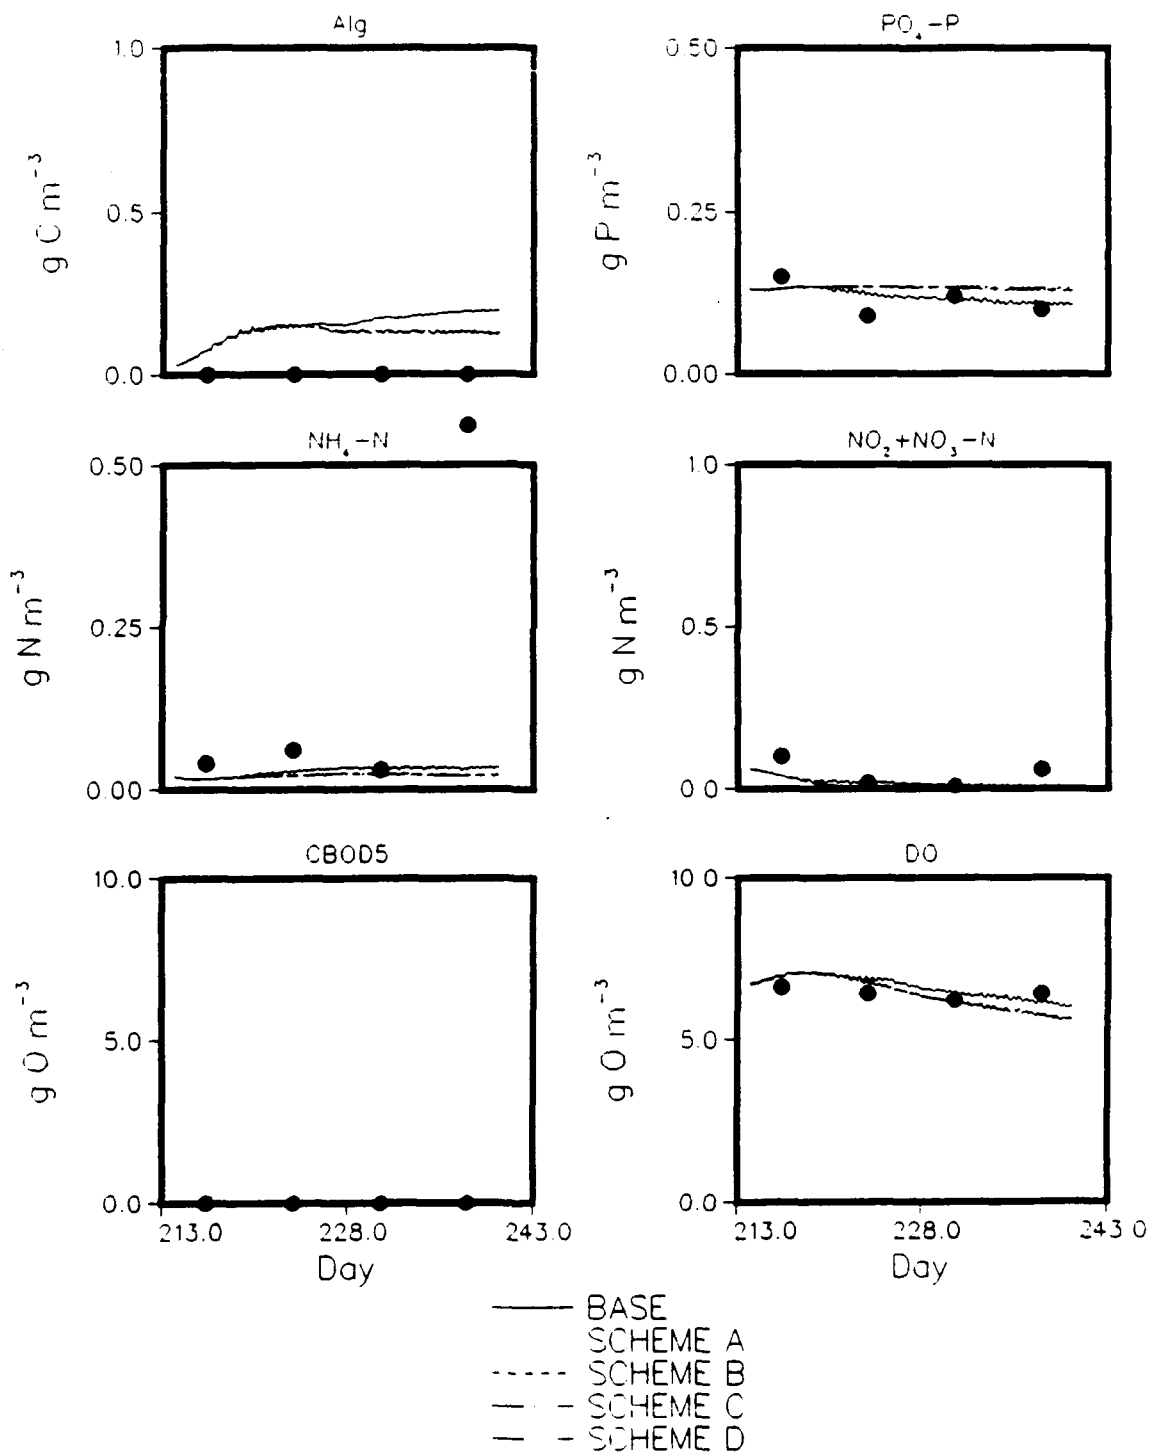 Alg
PO4-P
1.0
0.50
g C m-3
0.5
g P m-3
0.25
0.0
0.00
NH4-N
NO2+NO3-N
0.50
1.0
g N m-3
0.25
g N m-3
0.5
0.00
0.0
CBOD5
DO
10.0
10.0
g O m-3
5.0
g O m-3
5.0
0.0
0.0
213.0 228.0 243.0
213.0 228.0 243.0
Day
Day
BASE
SCHEME A
SCHEME B
SCHEME C
SCHEME D